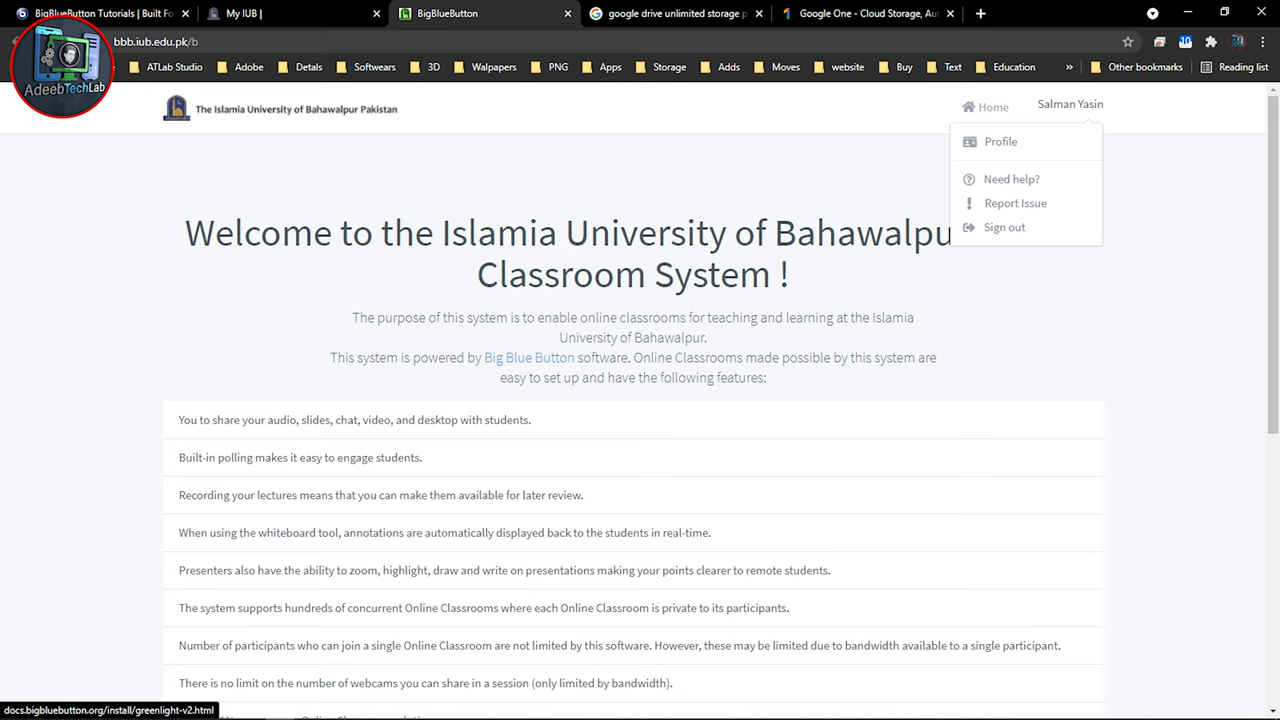 BigBlueButton Tutorials | Built Fo
My IUB |
BigBlueButton
google drive unlimited storage p
Google One - Cloud Storage, Aut
bbb.iub.edu.pk/b
ATLab Studio
Adobe
Detals
Softwears
3D
Walpapers
PNG
Apps
Storage
Adds
Moves
website
Buy
Text
Education
»
Other bookmarks
Reading list
AdeebTechLab
The Islamia University of Bahawalpur Pakistan
Home
Salman Yasin
Profile
Need help?
Report Issue
Sign out
Welcome to the Islamia University of Bahawalpu
Classroom System !
The purpose of this system is to enable online classrooms for teaching and learning at the Islamia
University of Bahawalpur.
This system is powered by Big Blue Button software. Online Classrooms made possible by this system are
easy to set up and have the following features:
You to share your audio, slides, chat, video, and desktop with students.
Built-in polling makes it easy to engage students.
Recording your lectures means that you can make them available for later review.
When using the whiteboard tool, annotations are automatically displayed back to the students in real-time.
Presenters also have the ability to zoom, highlight, draw and write on presentations making your points clearer to remote students.
The system supports hundreds of concurrent Online Classrooms where each Online Classroom is private to its participants.
Number of participants who can join a single Online Classroom are not limited by this software. However, these may be limited due to bandwidth available to a single participant.
There is no limit on the number of webcams you can share in a session (only limited by bandwidth).
docs.bigbluebutton.org/install/greenlight-v2.html